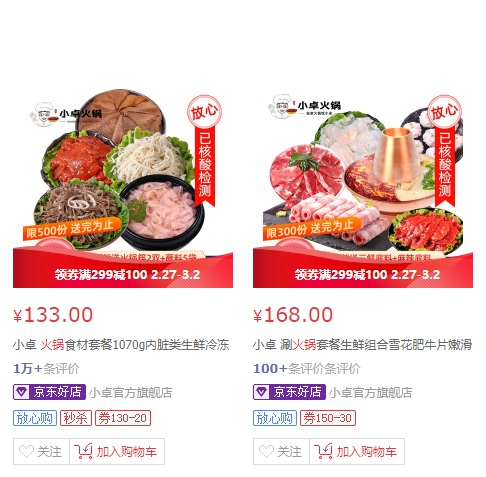 小卓火锅
放心
已核酸检测
限500份 送完为止
领券满299减100 2.27-3.2
¥133.00
小卓 火锅食材套餐1070g内脏类生鲜冷冻
1万+条评价
京东好店 小卓官方旗舰店
放心购 秒杀 券130-20
关注 加入购物车
小卓火锅
放心
已核酸检测
限300份 送完为止
领券满299减100 2.27-3.2
¥168.00
小卓 涮火锅套餐生鲜组合雪花肥牛片嫩滑
100+条评价条评价
京东好店 小卓官方旗舰店
放心购 券150-30
关注 加入购物车